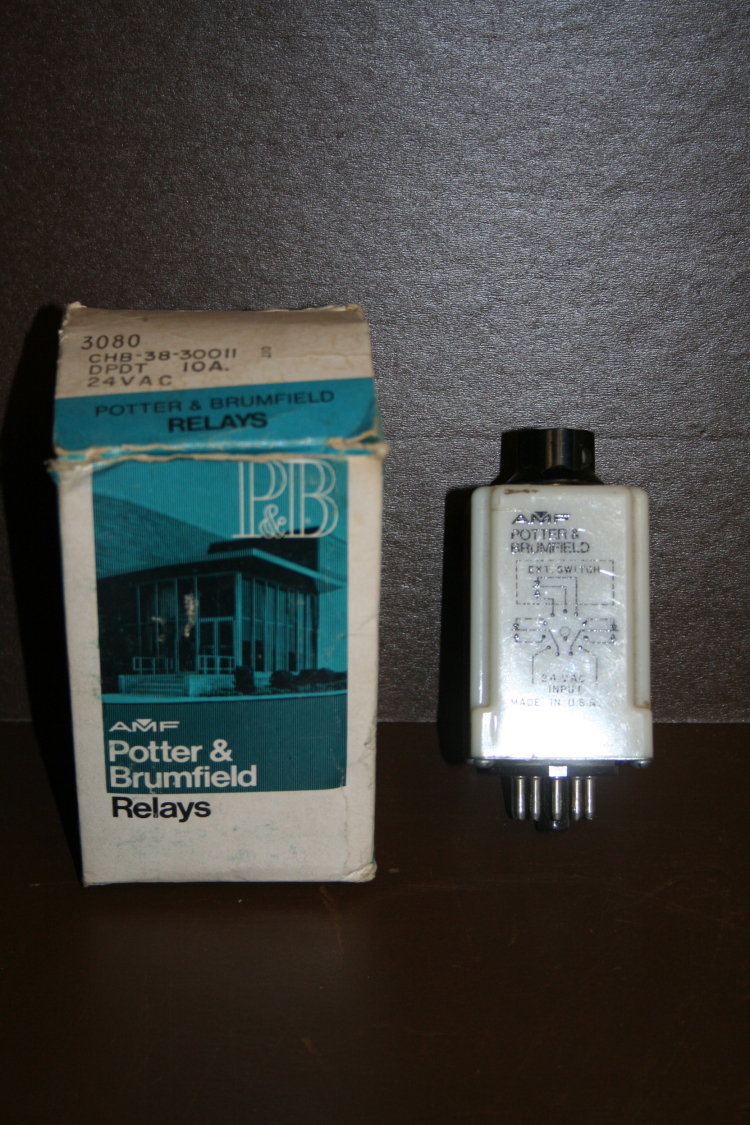 3080
CHB-38-30011
DPDT 10A.
24VAC
POTTER & BRUMFIELD
RELAYS
P&B
AMF
Potter &
Brumfield
Relays
AMF
POTTER &
BRUMFIELD
EXT. SWITCH
24 VAC
INPUT
MADE IN U.S.A.